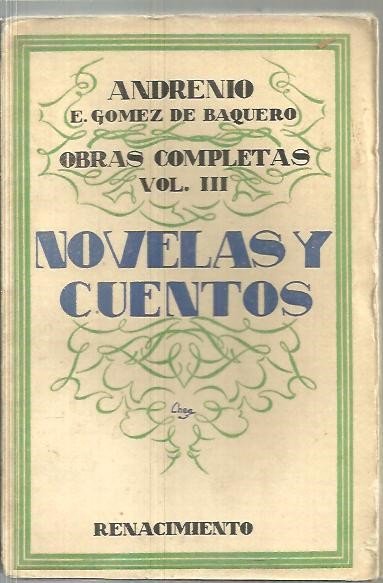 ANDRENIO
E. GOMEZ DE BAQUERO
OBRAS COMPLETAS
VOL. III
NOVELAS Y
CUENTOS
RENACIMIENTO